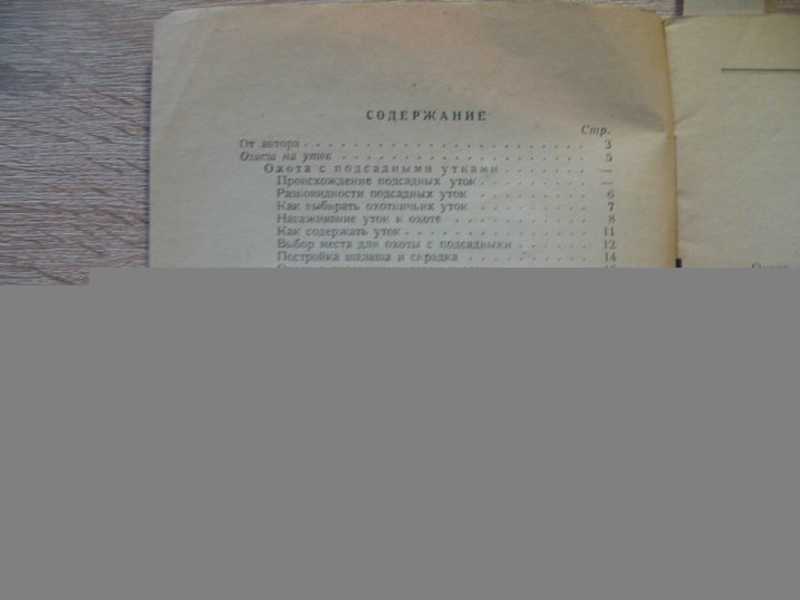 СОДЕРЖАНИЕ
Стр.
От автора . . . . . . . . . . . . . . . . . . . . . . 3
Охота на уток . . . . . . . . . . . . . . . . . . . . 5
Охота с подсадными утками . . . . . . . —
Происхождение подсадных уток . . . . . . . . —
Разновидности подсадных уток . . . . . . . . 6
Как выбирать охотничьих уток . . . . . . . . 7
Насаживание уток к охоте . . . . . . . . . . 8
Как содержать уток . . . . . . . . . . . . . 11
Выбор места для охоты с подсадными . . . . . . 12
Постройка шалаша и скрадка . . . . . . . . . 14